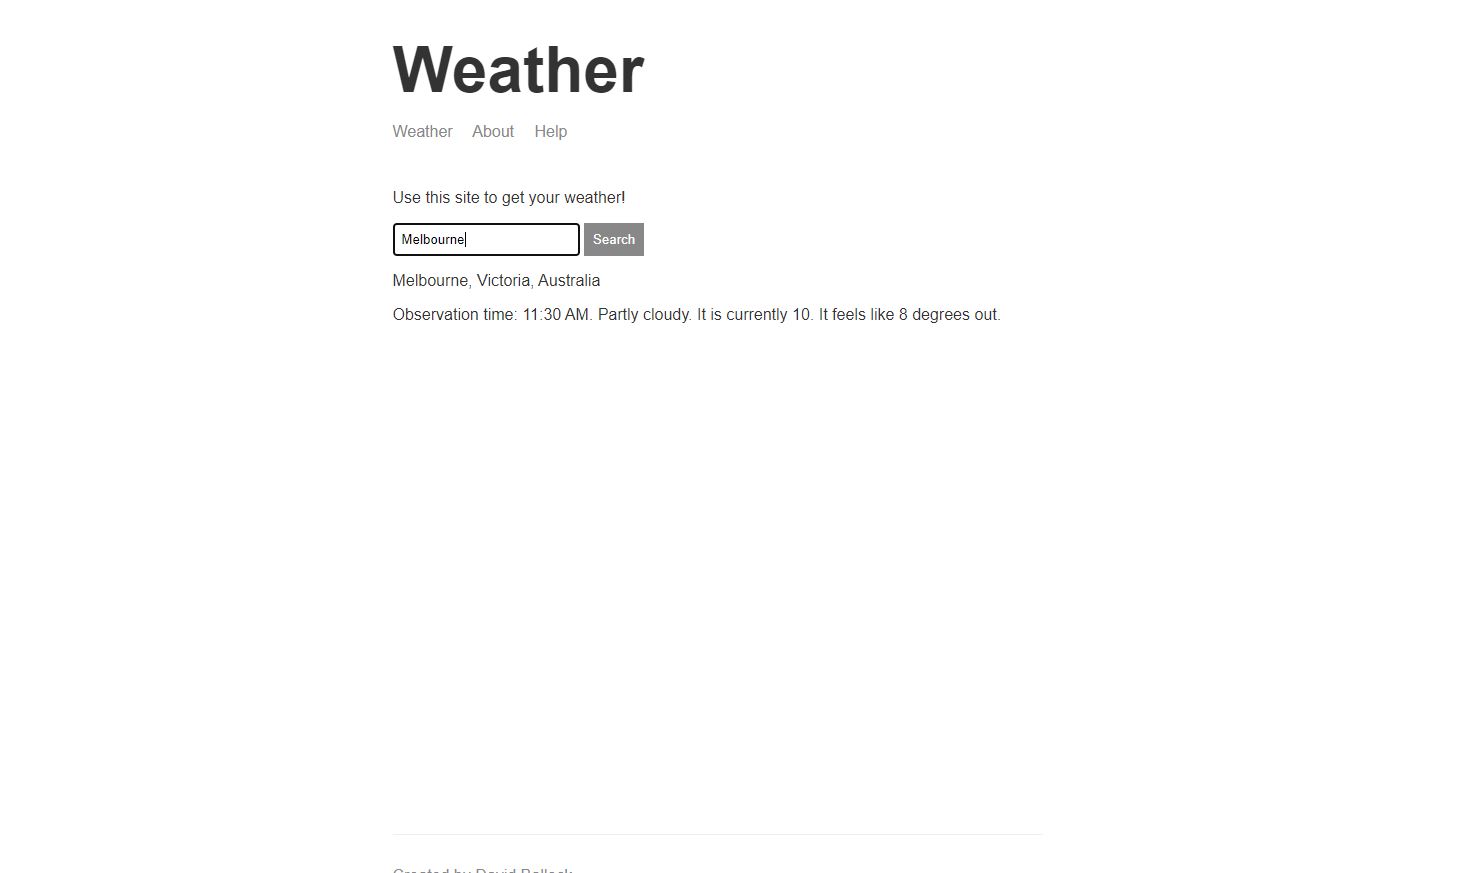 Weather
Weather About Help
Use this site to get your weather!
Melbourne Search
Melbourne, Victoria, Australia
Observation time: 11:30 AM. Partly cloudy. It is currently 10. It feels like 8 degrees out.
Created by David Pollock